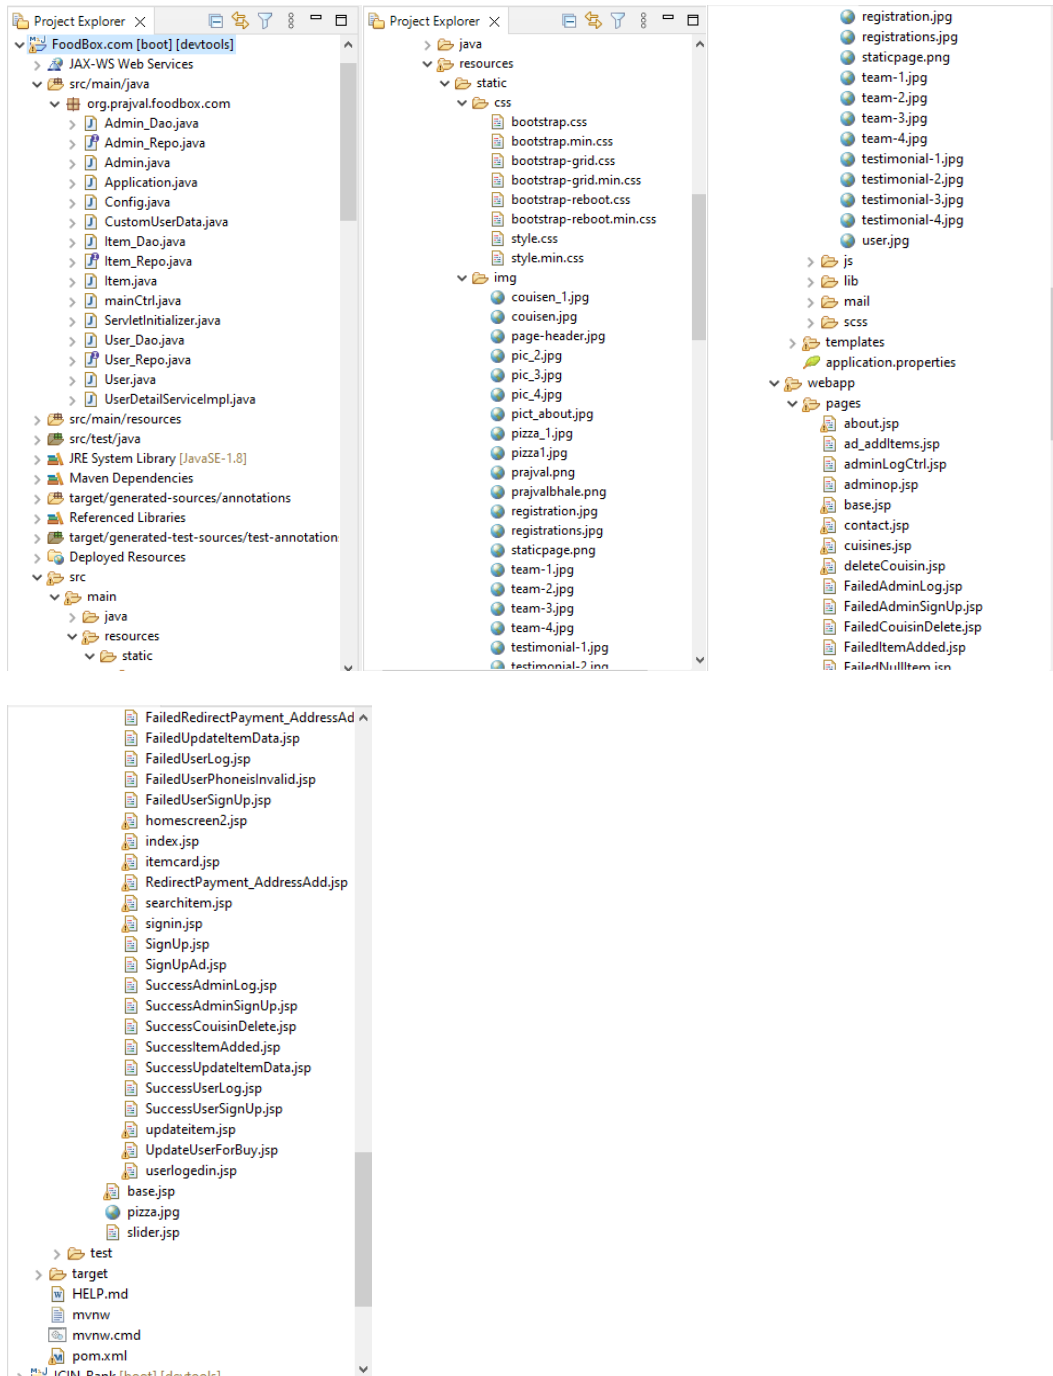 Project Explorer
FoodBox.com [boot] [devtools]
JAX-WS Web Services
src/main/java
org.prajval.foodbox.com
Admin_Dao.java
Admin_Repo.java
Admin.java
Application.java
Config.java
CustomUserData.java
Item_Dao.java
Item_Repo.java
Item.java
mainCtrl.java
ServletInitializer.java
User_Dao.java
User_Repo.java
User.java
UserDetailServiceImpl.java
src/main/resources
src/test/java
JRE System Library [JavaSE-1.8]
Maven Dependencies
target/generated-sources/annotations
Referenced Libraries
target/generated-test-sources/test-annotation
Deployed Resources
src
main
java
resources
static
Project Explorer
java
resources
static
css
bootstrap.css
bootstrap.min.css
bootstrap-grid.css
bootstrap-grid.min.css
bootstrap-reboot.css
bootstrap-reboot.min.css
style.css
style.min.css
img
couisen_1.jpg
couisen.jpg
page-header.jpg
pic_2.jpg
pic_3.jpg
pic_4.jpg
pict_about.jpg
pizza_1.jpg
pizza1.jpg
prajval.png
prajvalbhale.png
registration.jpg
registrations.jpg
staticpage.png
team-1.jpg
team-2.jpg
team-3.jpg
team-4.jpg
testimonial-1.jpg
testimonial-2.jpg
registration.jpg
registrations.jpg
staticpage.png
team-1.jpg
team-2.jpg
team-3.jpg
team-4.jpg
testimonial-1.jpg
testimonial-2.jpg
testimonial-3.jpg
testimonial-4.jpg
user.jpg
js
lib
mail
scss
templates
application.properties
webapp
pages
about.jsp
ad_addItems.jsp
adminLogCtrl.jsp
adminop.jsp
base.jsp
contact.jsp
cuisines.jsp
deleteCouisin.jsp
FailedAdminLog.jsp
FailedAdminSignUp.jsp
FailedCouisinDelete.jsp
FailedItemAdded.jsp
FailedNullItem.jsp
FailedRedirectPayment_AddressAd
FailedUpdateItemData.jsp
FailedUserLog.jsp
FailedUserPhoneisInvalid.jsp
FailedUserSignUp.jsp
homescreen2.jsp
index.jsp
itemcard.jsp
RedirectPayment_AddressAdd.jsp
searchitem.jsp
signin.jsp
SignUp.jsp
SignUpAd.jsp
SuccessAdminLog.jsp
SuccessAdminSignUp.jsp
SuccessCouisinDelete.jsp
SuccessItemAdded.jsp
SuccessUpdateItemData.jsp
SuccessUserLog.jsp
SuccessUserSignUp.jsp
updateitem.jsp
UpdateUserForBuy.jsp
userlogedin.jsp
base.jsp
pizza.jpg
slider.jsp
test
target
HELP.md
mvnw
mvnw.cmd
pom.xml
[boot] [devtools]